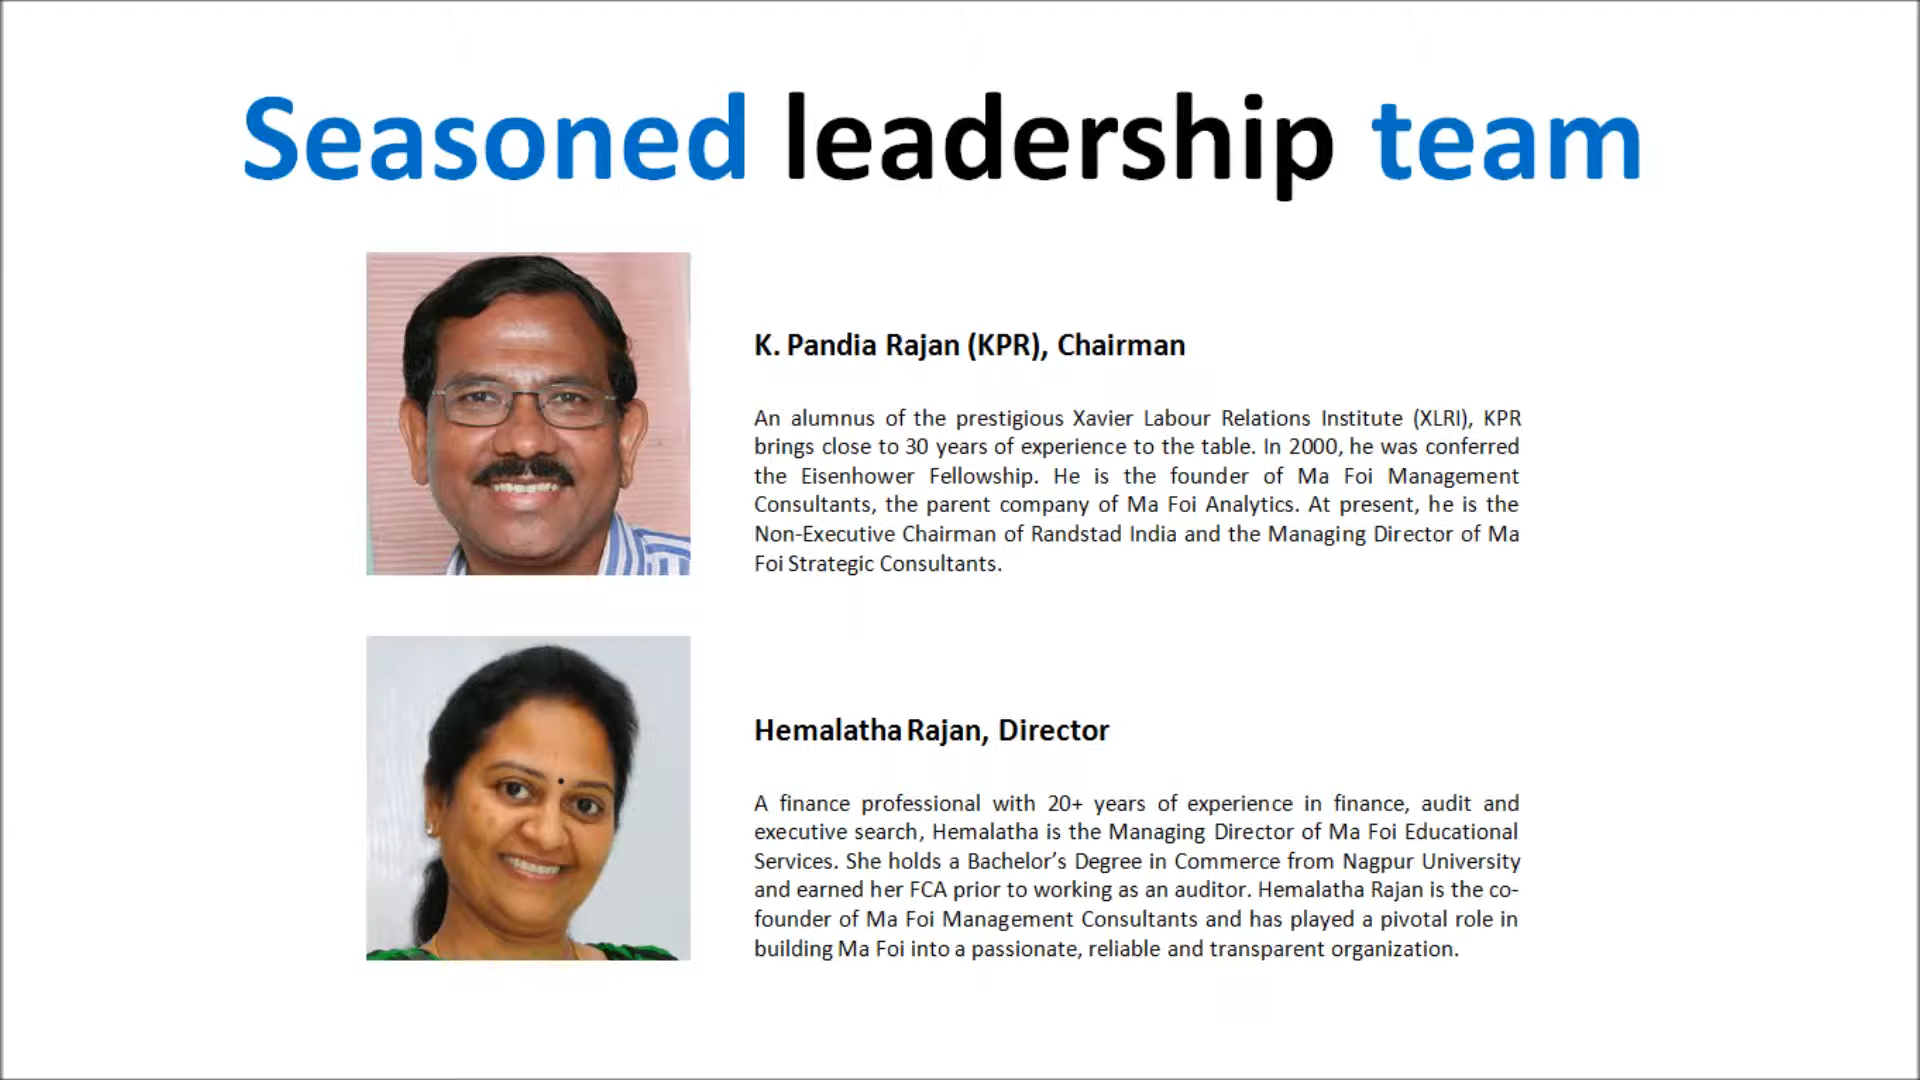 Seasoned leadership team
K. Pandia Rajan (KPR), Chairman
An alumnus of the prestigious Xavier Labour Relations Institute (XLRI), KPR
brings close to 30 years of experience to the table. In 2000, he was conferred
the Eisenhower Fellowship. He is the founder of Ma Foi Management
Consultants, the parent company of Ma Foi Analytics. At present, he is the
Non-Executive Chairman of Randstad India and the Managing Director of Ma
Foi Strategic Consultants.
Hemalatha Rajan, Director
A finance professional with 20+ years of experience in finance, audit and
executive search, Hemalatha is the Managing Director of Ma Foi Educational
Services. She holds a Bachelor’s Degree in Commerce from Nagpur University
and earned her FCA prior to working as an auditor. Hemalatha Rajan is the co-
founder of Ma Foi Management Consultants and has played a pivotal role in
building Ma Foi into a passionate, reliable and transparent organization.